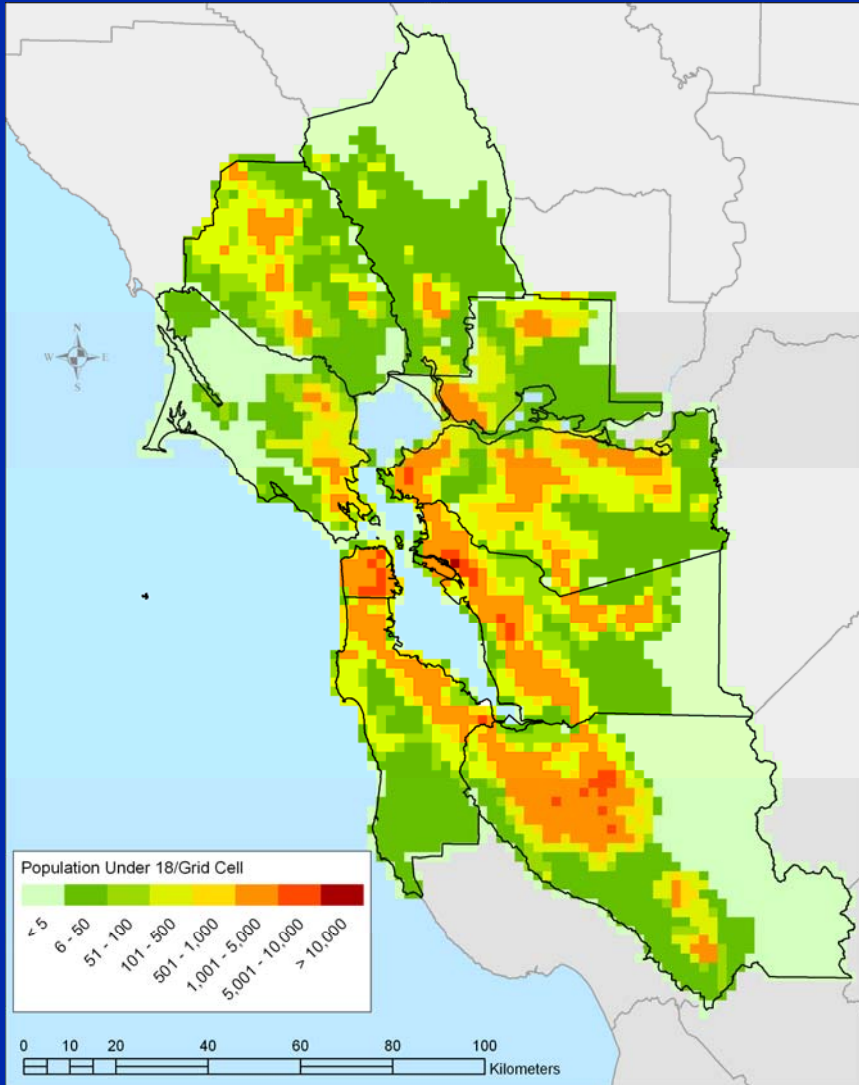 N
W E
S
Population Under 18/Grid Cell
< 5
6 - 50
51 - 100
101 - 500
501 - 1,000
1,001 - 5,000
5,001 - 10,000
> 10,000
0 10 20 40 60 80 100
Kilometers